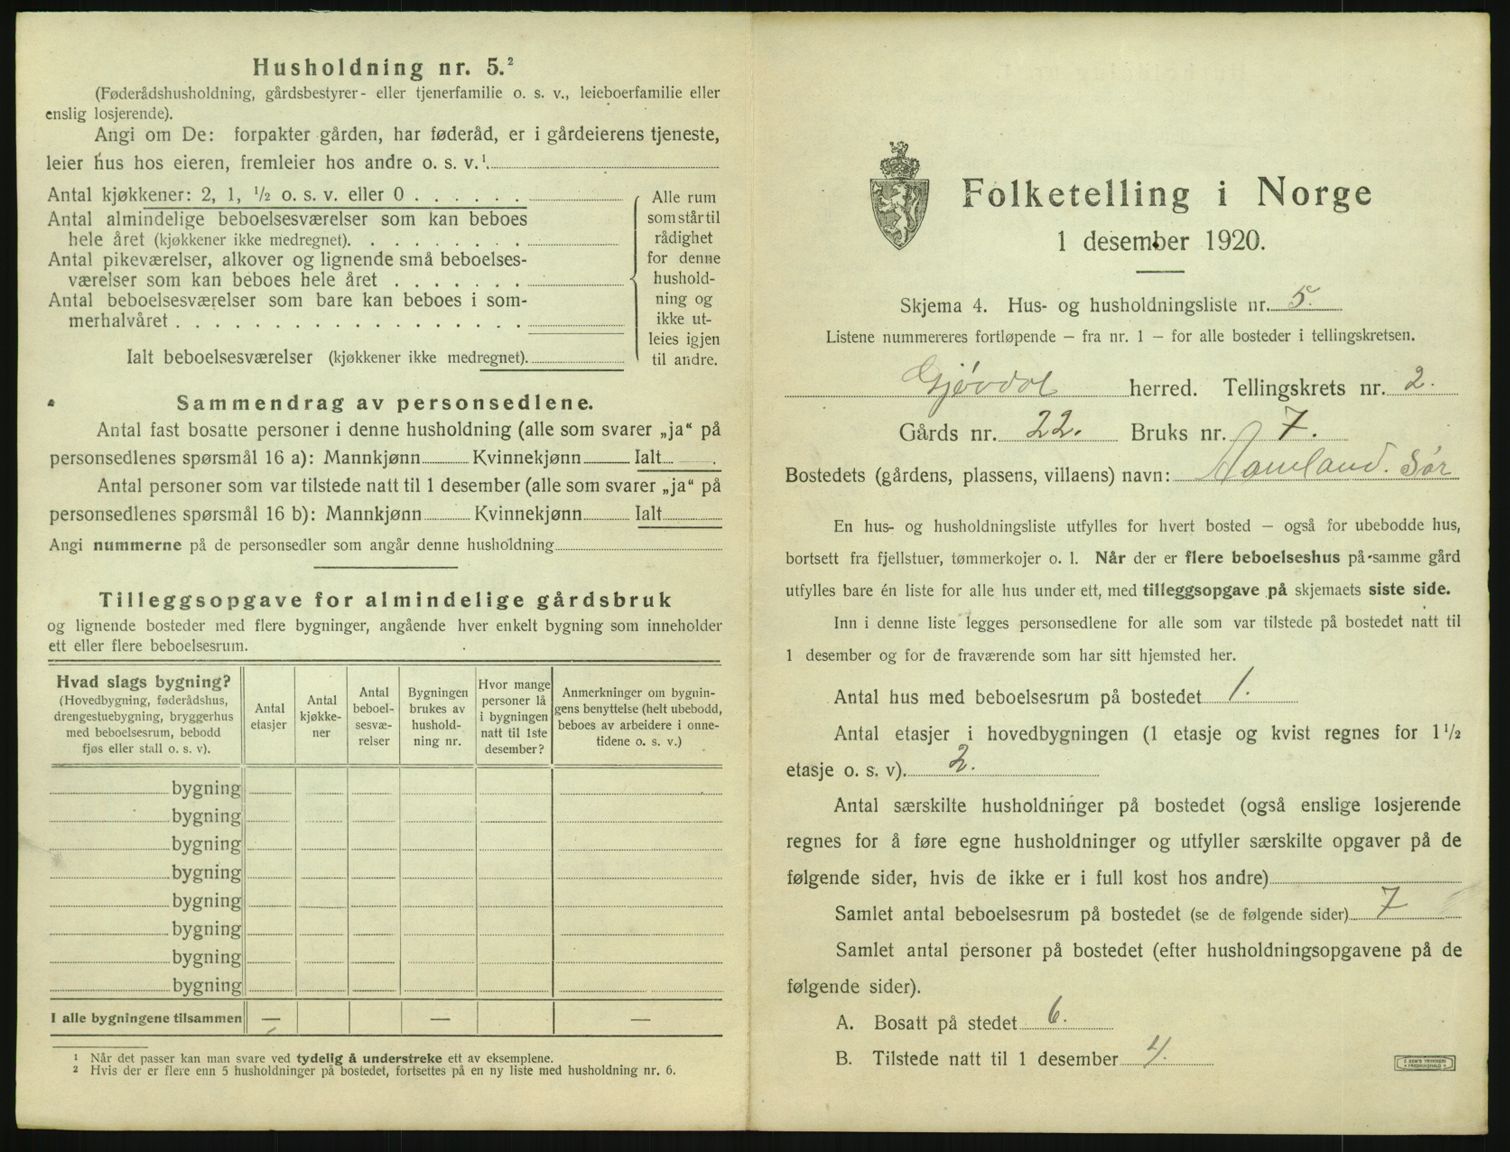 Husholdning nr. 5.²
(Føderådshusholdning, gårdsbestyrer- eller tjenerfamilie o. s. v., leieboerfamilie eller
enslig losjerende).
Angi om De: forpakter gården, har føderåd, er i gårdeierens tjeneste,
leier hus hos eieren, fremleier hos andre o. s. v.¹
Antal kjøkkener: 2, 1, ½ o. s. v. eller 0 . . . . . .
Antal almindelige beboelsesværelser som kan beboes
hele året (kjøkkener ikke medregnet). . . . . . . . .
Antal pikeværelser, alkover og lignende små beboelses-
værelser som kan beboes hele året . . . . . . .
Antal beboelsesværelser som bare kan beboes i som-
merhalvåret . . . . . . . . . . . . . . . . . .
Ialt beboelsesværelser (kjøkkener ikke medregnet).
Alle rum
som står til
rådighet
for denne
hushold-
ning og
ikke ut-
leies igjen
til andre.
Sammendrag av personsedlene.
Antal fast bosatte personer i denne husholdning (alle som svarer „ja“ på
personsedlenes spørsmål 16 a): Mannkjønn Kvinnekjønn Ialt .
Antal personer som var tilstede natt til 1 desember (alle som svarer „ja“ på
personsedlenes spørsmål 16 b): Mannkjønn Kvinnekjønn Ialt
Angi nummerne på de personsedler som angår denne husholdning
Tilleggsopgave for almindelige gårdsbruk
og lignende bosteder med flere bygninger, angående hver enkelt bygning som inneholder
ett eller flere beboelsesrum.
Hvad slags bygning?
(Hovedbygning, føderådshus,
drengestuebygning, bryggerhus
med beboelsesrum, bebodd
fjøs eller stall o. s. v).
Antal
etasjer
Antal
kjøkke-
ner
Antal
beboel-
sesvæ-
relser
Bygningen
brukes av
hushold-
ning nr.
Hvor mange
personer lå
i bygningen
natt til 1ste
desember?
Anmerkninger om bygnin-
gens benyttelse (helt ubebodd,
beboes av arbeidere i onne-
tidene o. s. v.)
bygning
bygning
bygning
bygning
bygning
bygning
bygning
bygning
I alle bygningene tilsammen — — —
¹ Når det passer kan man svare ved tydelig å understreke ett av eksemplene.
² Hvis der er flere enn 5 husholdninger på bostedet, fortsettes på en ny liste med husholdning nr. 6.
Folketelling i Norge
1 desember 1920.
Skjema 4. Hus- og husholdningsliste nr. 5.
Listene nummereres fortløpende — fra nr. 1 — for alle bosteder i tellingskretsen.
Gjøvdal herred. Tellingskrets nr. 2.
Gårds nr. 22. Bruks nr. 7.
Bostedets (gårdens, plassens, villaens) navn: Haveland. Sør
En hus- og husholdningsliste utfylles for hvert bosted — også for ubebodde hus,
bortsett fra fjellstuer, tømmerkojer o. l. Når der er flere beboelseshus på samme gård
utfylles bare én liste for alle hus under ett, med tilleggsopgave på skjemaets siste side.
Inn i denne liste legges personsedlene for alle som var tilstede på bostedet natt til
1 desember og for de fraværende som har sitt hjemsted her.
Antal hus med beboelsesrum på bostedet 1.
Antal etasjer i hovedbygningen (1 etasje og kvist regnes for 1½
etasje o. s. v). 2.
Antal særskilte husholdninger på bostedet (også enslige losjerende
regnes for å føre egne husholdninger og utfyller særskilte opgaver på de
følgende sider, hvis de ikke er i full kost hos andre)
Samlet antal beboelsesrum på bostedet (se de følgende sider) 7
Samlet antal personer på bostedet (efter husholdningsopgavene på de
følgende sider).
A. Bosatt på stedet 6.
B. Tilstede natt til 1 desember 4.